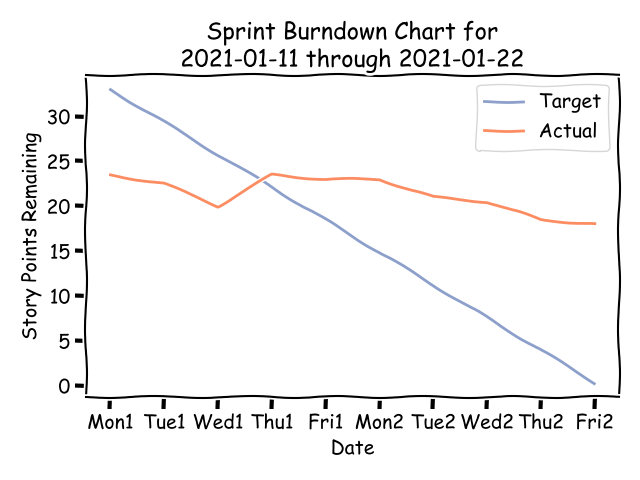 Sprint Burndown Chart for
2021-01-11 through 2021-01-22
Target
Actual
Story Points Remaining
30
25
20
15
10
5
0
Mon1 Tue1 Wed1 Thu1 Fri1 Mon2 Tue2 Wed2 Thu2 Fri2
Date